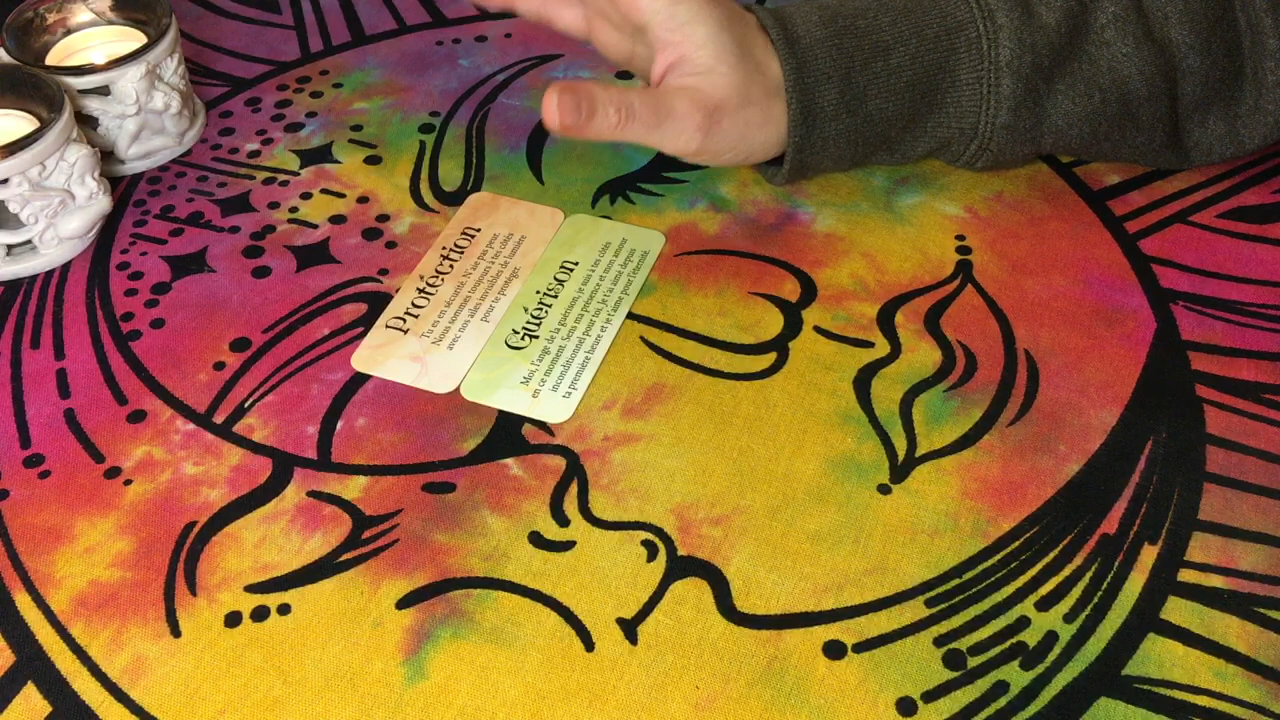 Protection
Tu es en sécurité. N'aie pas peur.
Nous sommes toujours à tes côtés
avec nos ailes invisibles de lumière
pour te protéger.
Guérison
Moi, l'ange de la guérison, je suis à tes côtés
en ce moment. Sens ma présence et mon amour
inconditionnel pour toi. Je t'ai aimé depuis
ta première heure et je t'aime pour l'éternité.